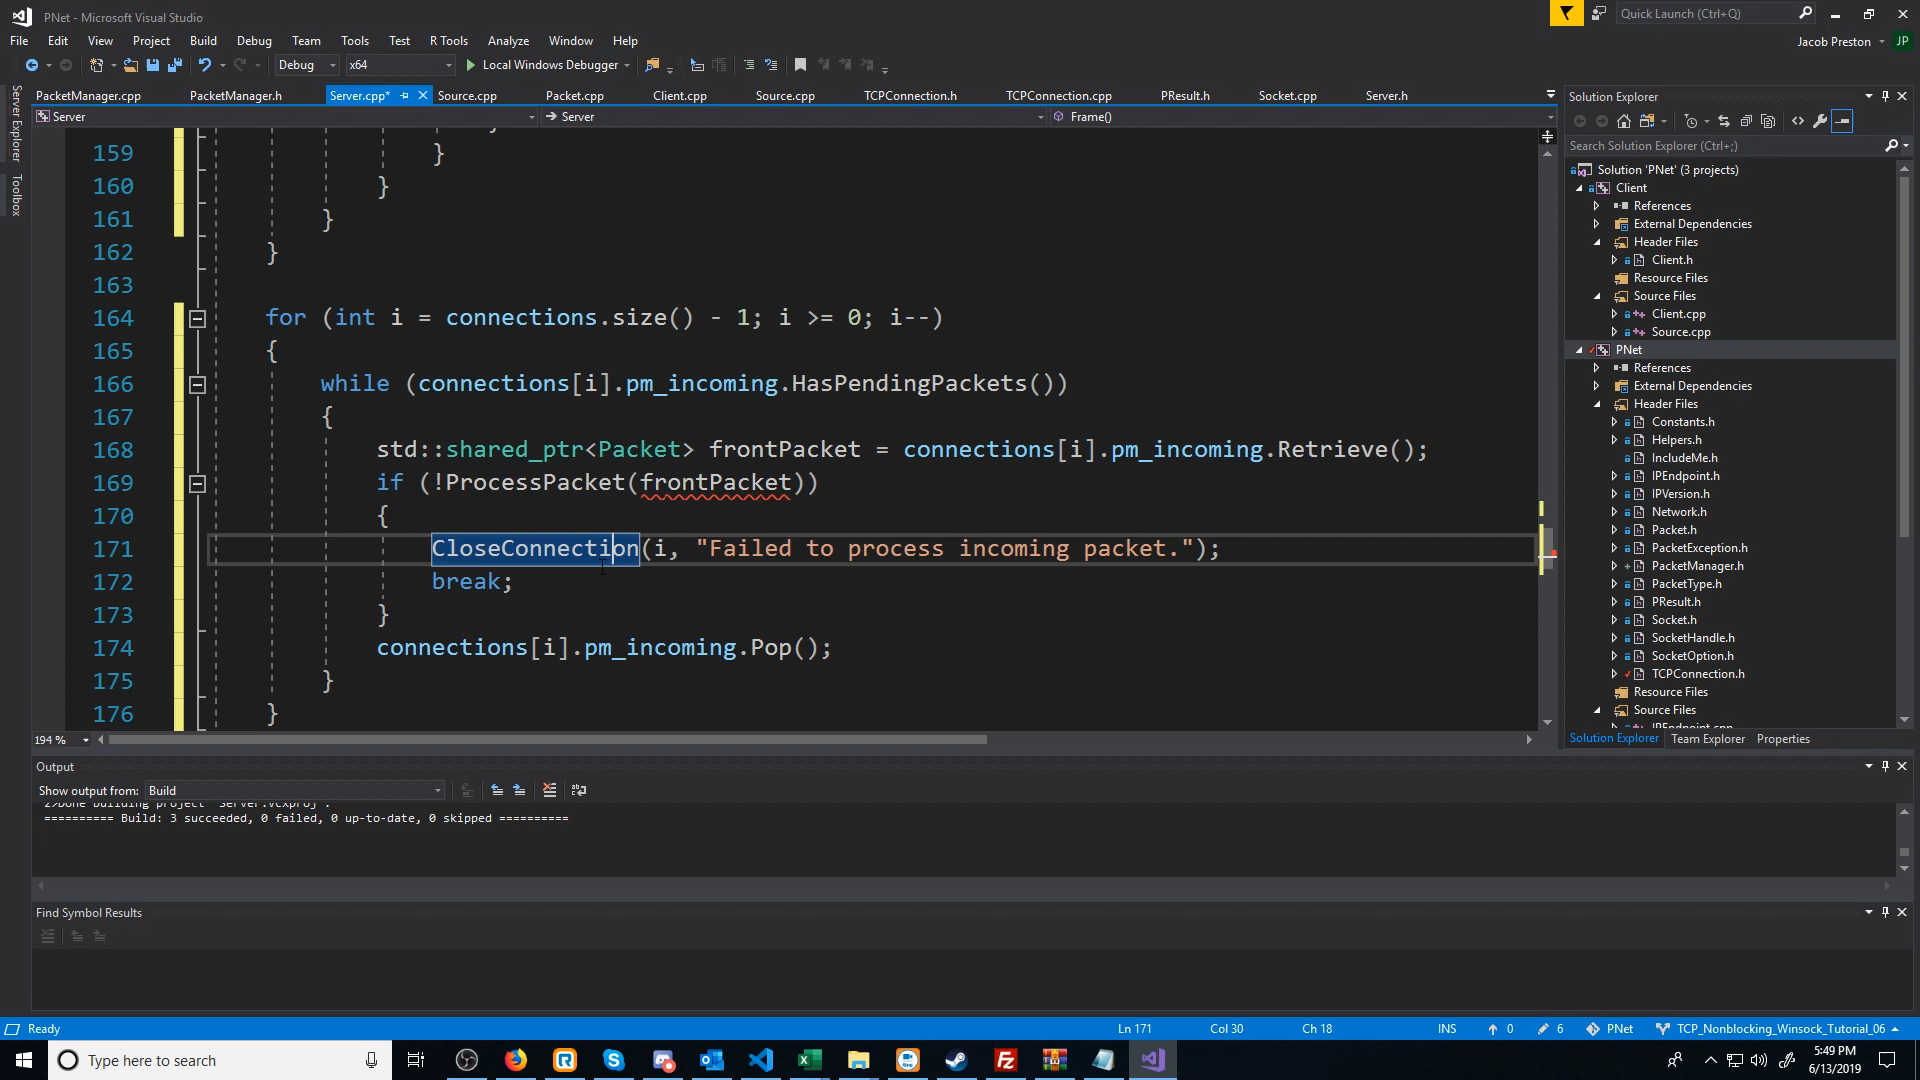 PNet - Microsoft Visual Studio
Quick Launch (Ctrl+Q)
File Edit View Project Build Debug Team Tools Test R Tools Analyze Window Help
Jacob Preston JP
Debug x64 Local Windows Debugger
Server Explorer
Toolbox
PacketManager.cpp PacketManager.h Server.cpp* Source.cpp Packet.cpp Client.cpp Source.cpp TCPConnection.h TCPConnection.cpp PResult.h Socket.cpp Server.h
Server Server Frame()
159 }
160 }
161 }
162 }
163
164 for (int i = connections.size() - 1; i >= 0; i--)
165 {
166 while (connections[i].pm_incoming.HasPendingPackets())
167 {
168 std::shared_ptr<Packet> frontPacket = connections[i].pm_incoming.Retrieve();
169 if (!ProcessPacket(frontPacket))
170 {
171 CloseConnection(i, "Failed to process incoming packet.");
172 break;
173 }
174 connections[i].pm_incoming.Pop();
175 }
176 }
194 %
Solution Explorer
Search Solution Explorer (Ctrl+;)
Solution 'PNet' (3 projects)
Client
References
External Dependencies
Header Files
Client.h
Resource Files
Source Files
Client.cpp
Source.cpp
PNet
References
External Dependencies
Header Files
Constants.h
Helpers.h
IncludeMe.h
IPEndpoint.h
IPVersion.h
Network.h
Packet.h
PacketException.h
PacketManager.h
PacketType.h
PResult.h
Socket.h
SocketHandle.h
SocketOption.h
TCPConnection.h
Resource Files
Source Files
IPEndpoint.cpp
Solution Explorer Team Explorer Properties
Output
Show output from: Build
2>Done building project "Server.vcxproj".
========== Build: 3 succeeded, 0 failed, 0 up-to-date, 0 skipped ==========
Find Symbol Results
Ready Ln 171 Col 30 Ch 18 INS 0 6 PNet TCP_Nonblocking_Winsock_Tutorial_06
Type here to search
5:49 PM
6/13/2019